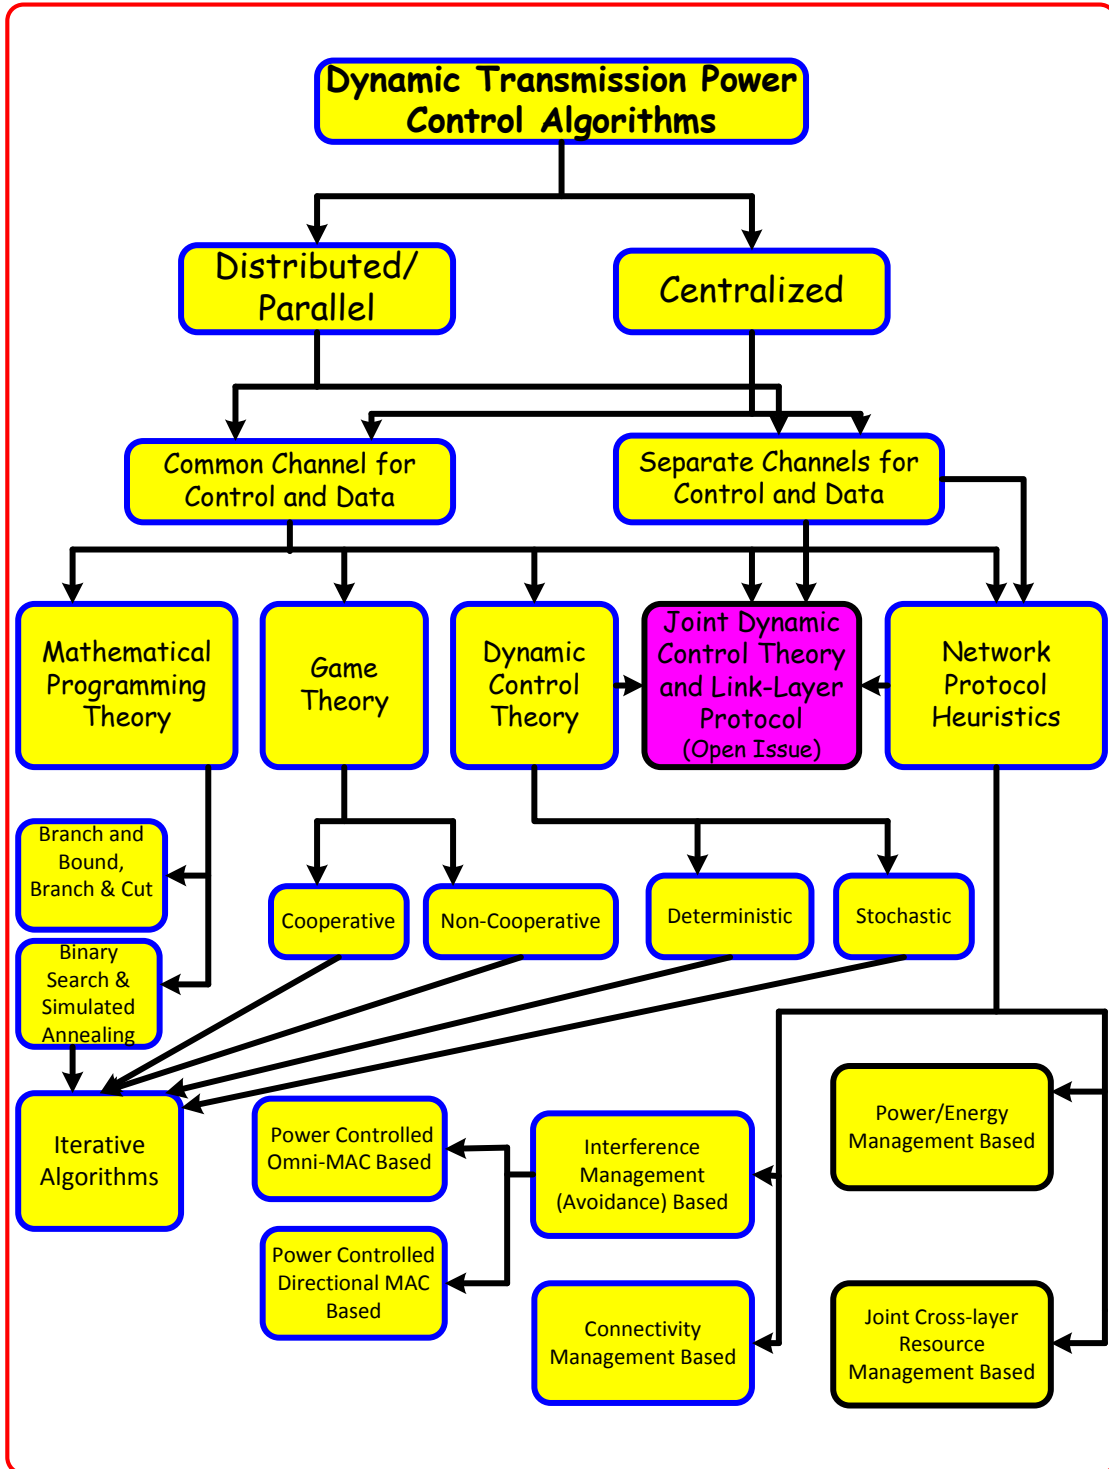 Dynamic Transmission Power
Control Algorithms
Distributed/
Parallel
Centralized
Common Channel for
Control and Data
Separate Channels for
Control and Data
Mathematical
Programming
Theory
Game
Theory
Dynamic
Control
Theory
Joint Dynamic
Control Theory
and Link-Layer
Protocol
(Open Issue)
Network
Protocol
Heuristics
Branch and
Bound,
Branch & Cut
Cooperative
Non-Cooperative
Deterministic
Stochastic
Binary
Search &
Simulated
Annealing
Iterative
Algorithms
Power Controlled
Omni-MAC Based
Interference
Management
(Avoidance) Based
Power/Energy
Management Based
Power Controlled
Directional MAC
Based
Connectivity
Management Based
Joint Cross-layer
Resource
Management Based